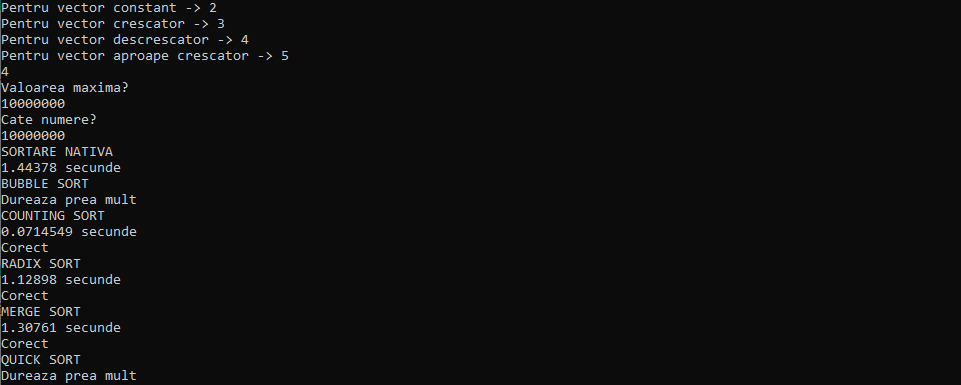 Pentru vector constant -> 2
Pentru vector crescator -> 3
Pentru vector descrescator -> 4
Pentru vector aproape crescator -> 5
4
Valoarea maxima?
10000000
Cate numere?
10000000
SORTARE NATIVA
1.44378 secunde
BUBBLE SORT
Dureaza prea mult
COUNTING SORT
0.0714549 secunde
Corect
RADIX SORT
1.12898 secunde
Corect
MERGE SORT
1.30761 secunde
Corect
QUICK SORT
Dureaza prea mult